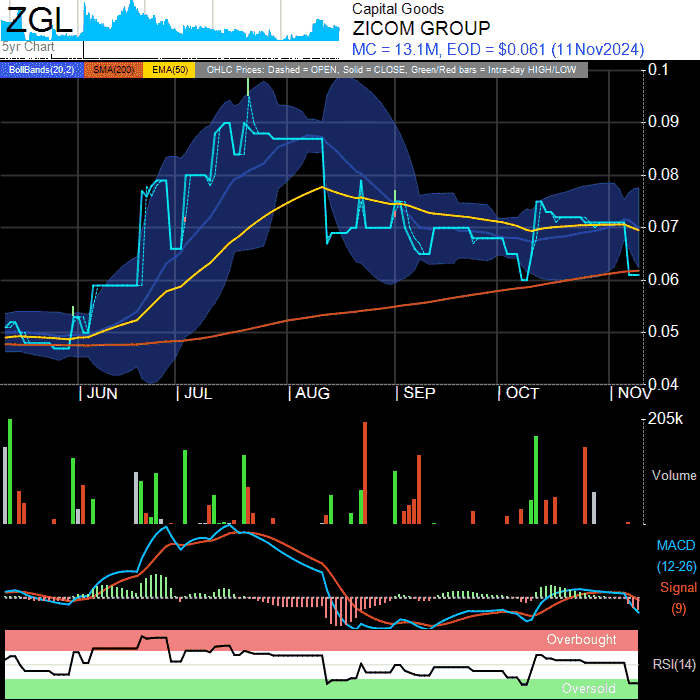 ZGL
5yr Chart
Capital Goods
ZICOM GROUP
MC = 13.1M, EOD = $0.061 (11Nov2024)
BollBands(20,2) SMA(200) EMA(50) OHLC Prices: Dashed = OPEN, Solid = CLOSE, Green/Red bars = Intra-day HIGH/LOW
0.1
0.09
0.08
0.07
0.06
0.05
0.04
JUN JUL AUG SEP OCT NOV
205k
Volume
MACD
(12-26)
Signal
(9)
Overbought
RSI(14)
Oversold